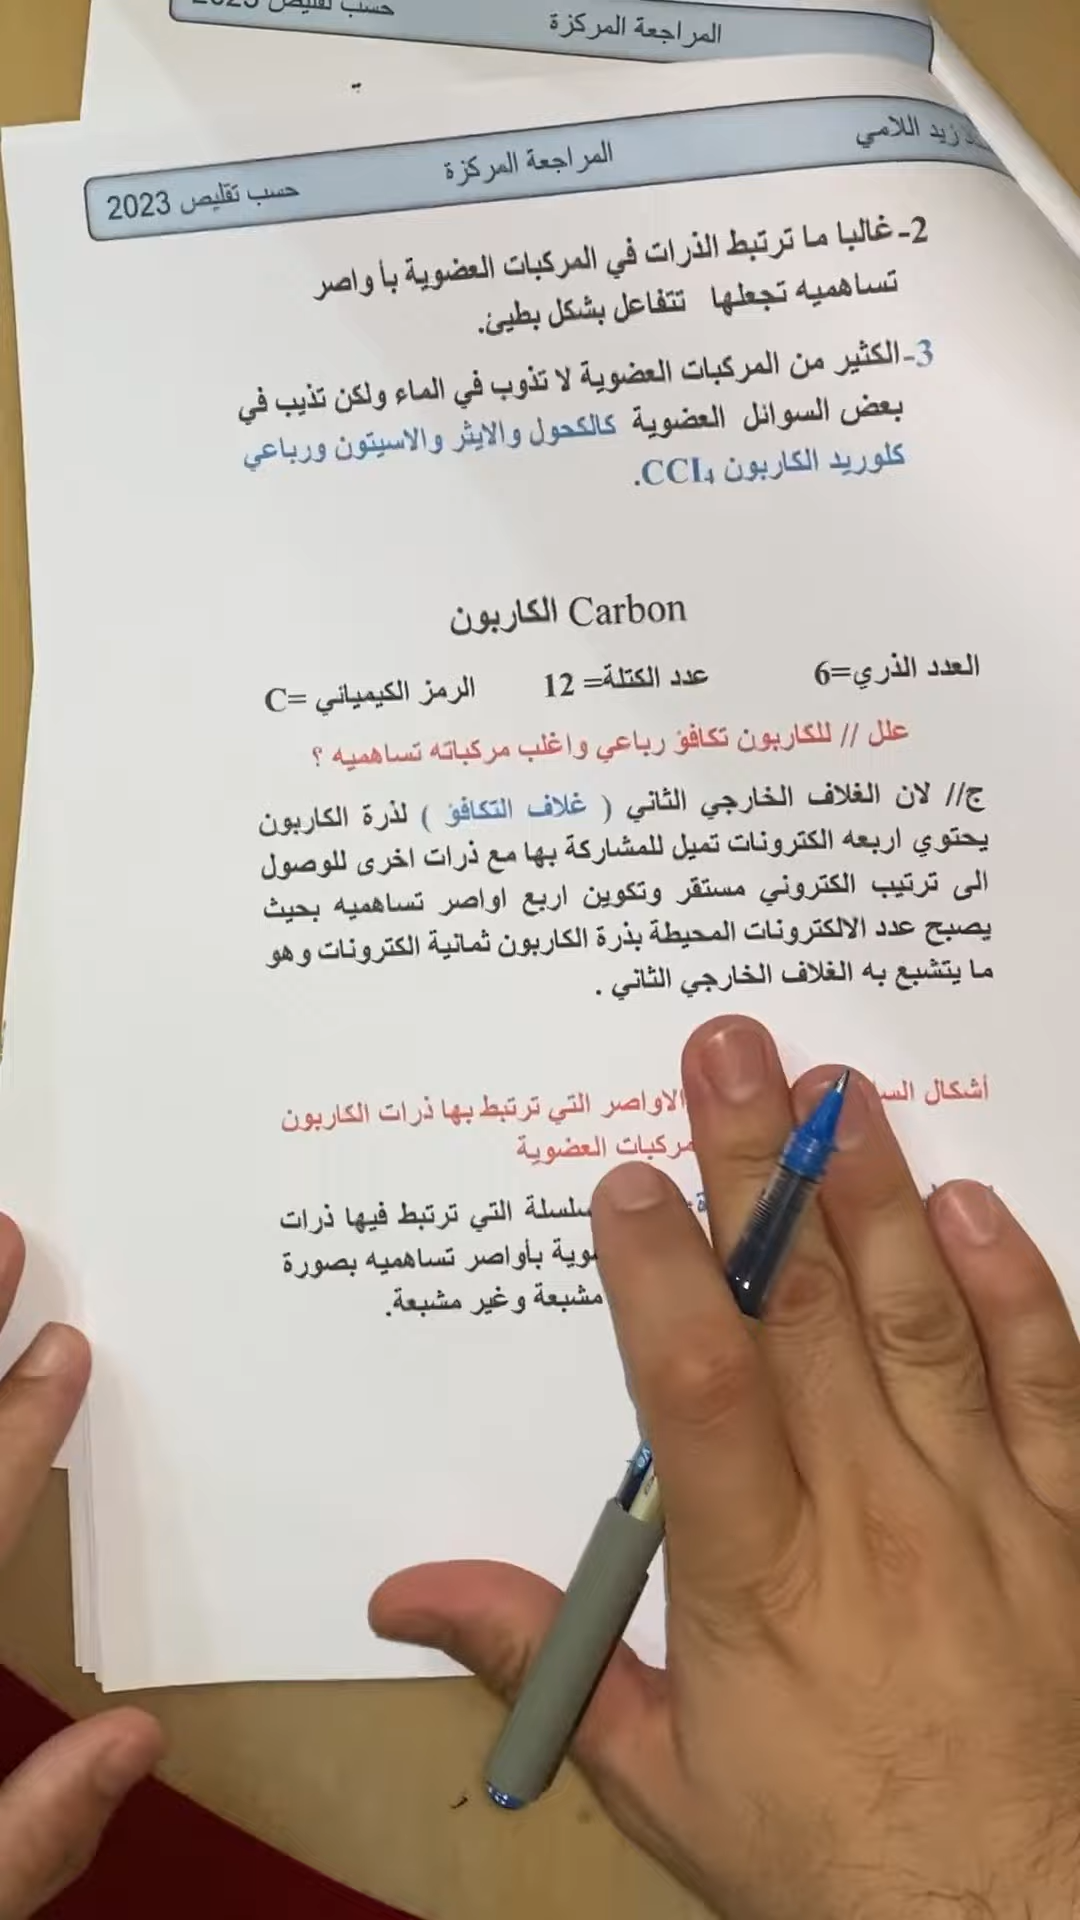 حسب تقليص 2023 المراجعة المركزة
زيد اللامي المراجعة المركزة حسب تقليص 2023
2-غالبا ما ترتبط الذرات في المركبات العضوية بأواصر
تساهميه تجعلها تتفاعل بشكل بطيئ.
3-الكثير من المركبات العضوية لا تذوب في الماء ولكن تذيب في
بعض السوائل العضوية كالكحول والايثر والاسيتون ورباعي
كلوريد الكاربون CCl₄.
Carbon الكاربون
العدد الذري=6 عدد الكتلة= 12 الرمز الكيميائي =C
علل // للكاربون تكافؤ رباعي واغلب مركباته تساهميه ؟
ج// لان الغلاف الخارجي الثاني ( غلاف التكافؤ ) لذرة الكاربون
يحتوي اربعه الكترونات تميل للمشاركة بها مع ذرات اخرى للوصول
الى ترتيب الكتروني مستقر وتكوين اربع اواصر تساهميه بحيث
يصبح عدد الالكترونات المحيطة بذرة الكاربون ثمانية الكترونات وهو
ما يتشبع به الغلاف الخارجي الثاني .
أشكال الاواصر التي ترتبط بها ذرات الكاربون
العضوية
التي ترتبط فيها ذرات
بأواصر تساهميه بصورة
مشبعة وغير مشبعة.